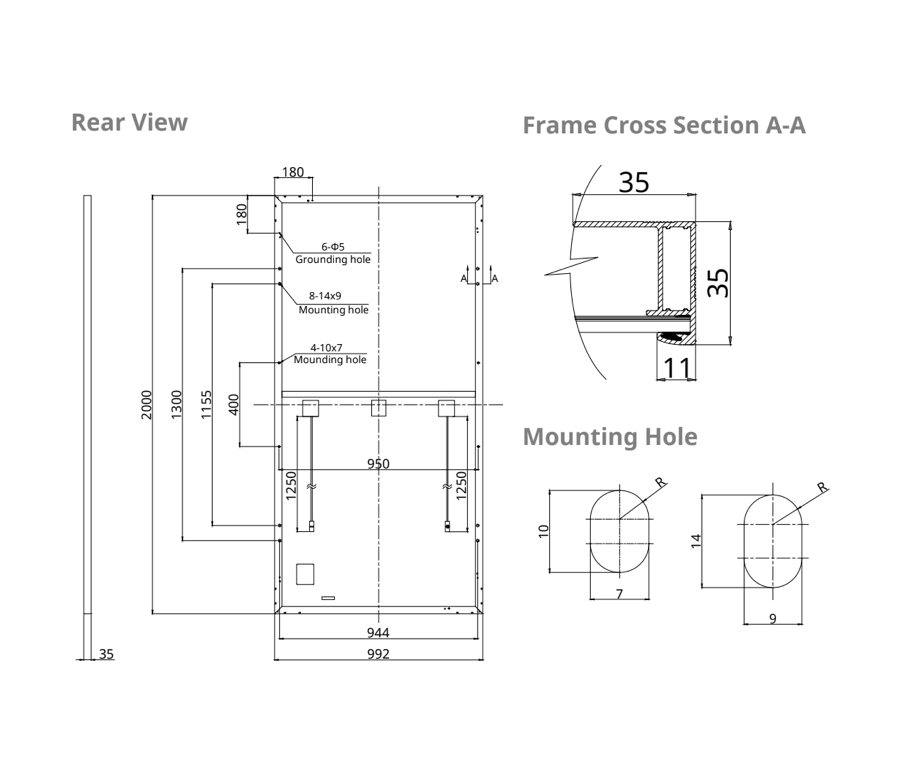 Rear View
Frame Cross Section A-A
180
180
6-Φ5
Grounding hole
A
A
8-14x9
Mounting hole
4-10x7
Mounding hole
2000
1300
1155
400
950
1250
1250
944
992
35
35
35
11
Mounting Hole
R
10
7
R
14
9